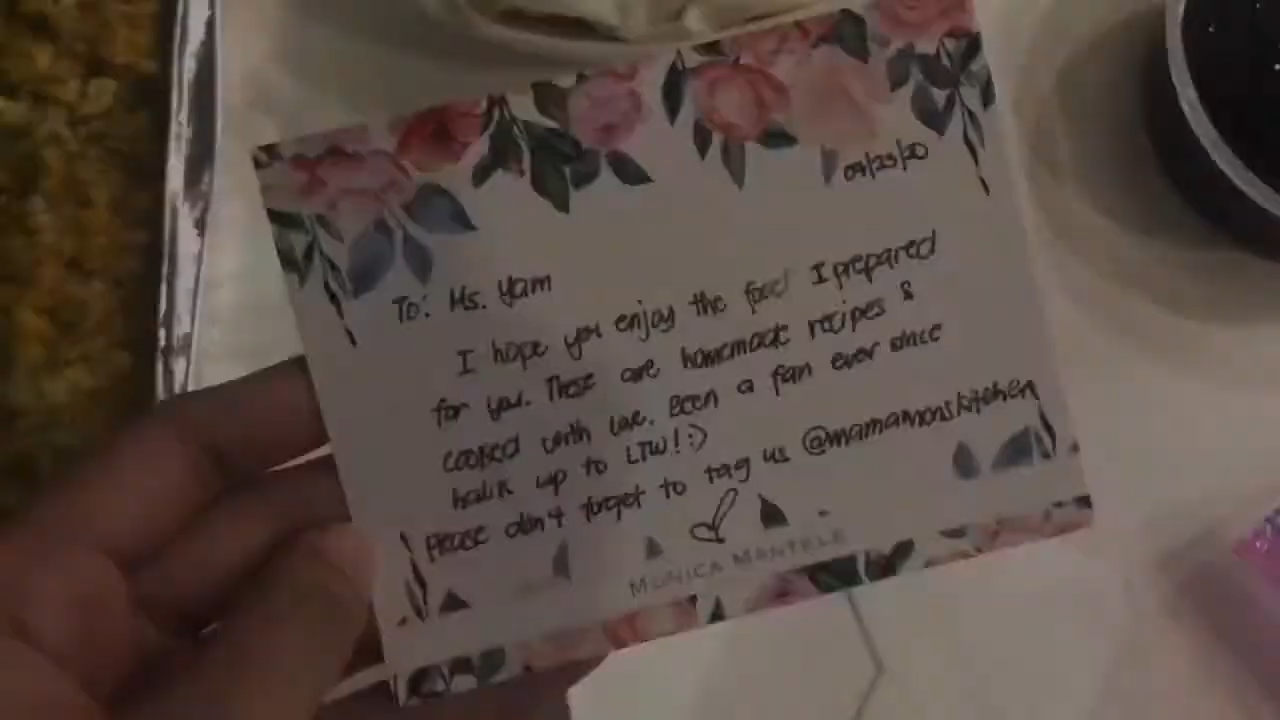 09/23/20
To: Ms. Yam
I hope you enjoy the food I prepared
for you. These are homemade recipes &
cooked with love. Been a fan ever since
balik up to LTW! :)
Please don't forget to tag us @mamamonskitchen
MONICA MANTELE